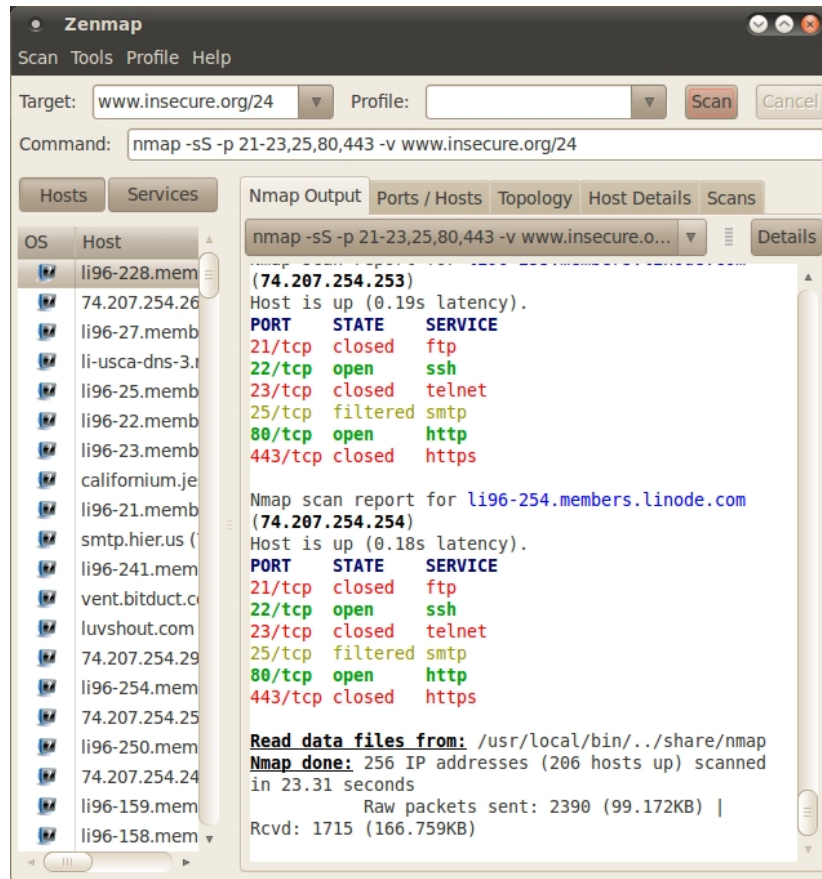 Zenmap
Scan Tools Profile Help
Target: www.insecure.org/24 Profile: Scan Cancel
Command: nmap -sS -p 21-23,25,80,443 -v www.insecure.org/24
Hosts Services
OS Host
li96-228.mem
74.207.254.26
li96-27.memb
li-usca-dns-3.
li96-25.memb
li96-22.memb
li96-23.memb
californium.je
li96-21.memb
smtp.hier.us (
li96-241.mem
vent.bitduct.c
luvshout.com
74.207.254.29
li96-254.mem
74.207.254.25
li96-250.mem
74.207.254.24
li96-159.mem
li96-158.mem
Nmap Output Ports / Hosts Topology Host Details Scans
nmap -sS -p 21-23,25,80,443 -v www.insecure.o... Details
(74.207.254.253)
Host is up (0.19s latency).
PORT STATE SERVICE
21/tcp closed ftp
22/tcp open ssh
23/tcp closed telnet
25/tcp filtered smtp
80/tcp open http
443/tcp closed https
Nmap scan report for li96-254.members.linode.com
(74.207.254.254)
Host is up (0.18s latency).
PORT STATE SERVICE
21/tcp closed ftp
22/tcp open ssh
23/tcp closed telnet
25/tcp filtered smtp
80/tcp open http
443/tcp closed https
Read data files from: /usr/local/bin/../share/nmap
Nmap done: 256 IP addresses (206 hosts up) scanned
in 23.31 seconds
Raw packets sent: 2390 (99.172KB) |
Rcvd: 1715 (166.759KB)